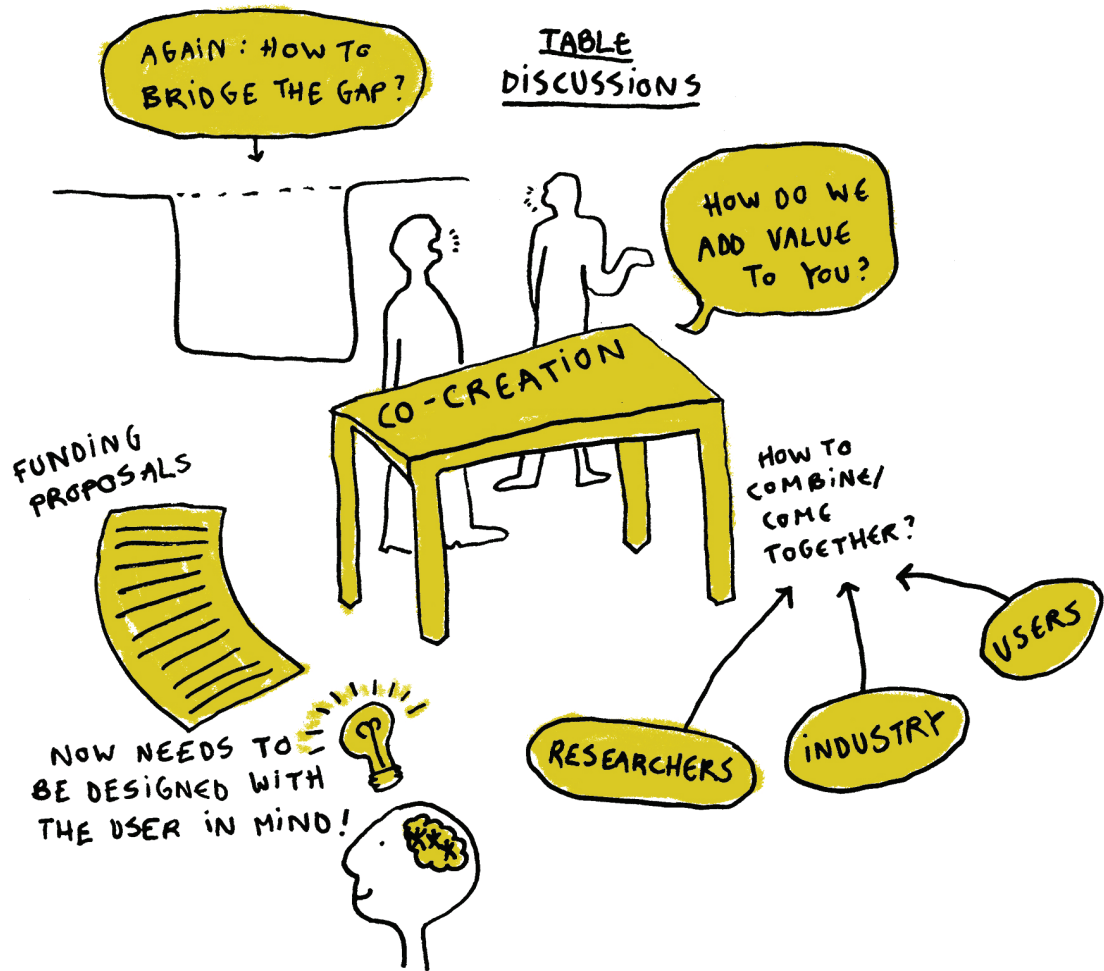 AGAIN: HOW TO
BRIDGE THE GAP?
TABLE
DISCUSSIONS
HOW DO WE
ADD VALUE
TO YOU?
CO-CREATION
FUNDING
PROPOSALS
HOW TO
COMBINE/
COME
TOGETHER?
USERS
INDUSTRY
RESEARCHERS
NOW NEEDS TO
BE DESIGNED WITH
THE USER IN MIND!